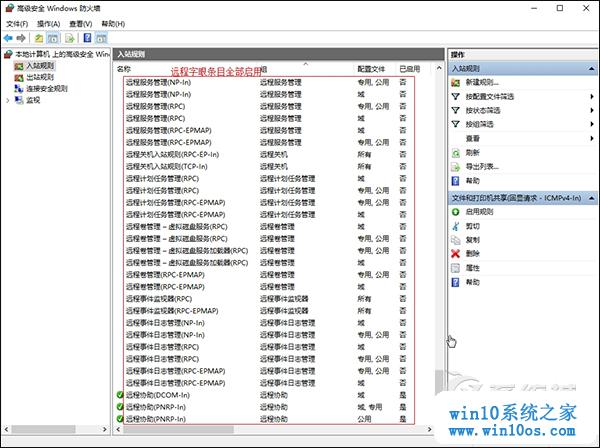 高级安全 Windows 防火墙
文件(F) 操作(A) 查看(V) 帮助(H)
本地计算机 上的高级安全 Win
入站规则
出站规则
连接安全规则
监视
入站规则
远程字眼条目全部启用
名称 组 配置文件 已启用
远程服务管理(NP-In) 远程服务管理 专用, 公用 否
远程服务管理(NP-In) 远程服务管理 域 否
远程服务管理(RPC) 远程服务管理 专用, 公用 否
远程服务管理(RPC) 远程服务管理 域 否
远程服务管理(RPC-EPMAP) 远程服务管理 域 否
远程服务管理(RPC-EPMAP) 远程服务管理 专用, 公用 否
远程关机入站规则(RPC-EP-In) 远程关机 所有 否
远程关机入站规则(TCP-In) 远程关机 所有 否
远程计划任务管理(RPC) 远程计划任务管理 域 否
远程计划任务管理(RPC) 远程计划任务管理 专用, 公用 否
远程计划任务管理(RPC-EPMAP) 远程计划任务管理 专用, 公用 否
远程计划任务管理(RPC-EPMAP) 远程计划任务管理 域 否
远程卷管理 – 虚拟磁盘服务(RPC) 远程卷管理 域 否
远程卷管理 – 虚拟磁盘服务(RPC) 远程卷管理 专用, 公用 否
远程卷管理 – 虚拟磁盘服务加载器(RPC) 远程卷管理 专用, 公用 否
远程卷管理 – 虚拟磁盘服务加载器(RPC) 远程卷管理 域 否
远程卷管理(RPC-EPMAP) 远程卷管理 专用, 公用 否
远程卷管理(RPC-EPMAP) 远程卷管理 域 否
远程事件监视器(RPC) 远程事件监视器 所有 否
远程事件监视器(RPC-EPMAP) 远程事件监视器 所有 否
远程事件日志管理(NP-In) 远程事件日志管理 域 否
远程事件日志管理(NP-In) 远程事件日志管理 专用, 公用 否
远程事件日志管理(RPC) 远程事件日志管理 域 否
远程事件日志管理(RPC) 远程事件日志管理 专用, 公用 否
远程事件日志管理(RPC-EPMAP) 远程事件日志管理 专用, 公用 否
远程事件日志管理(RPC-EPMAP) 远程事件日志管理 域 否
远程协助(DCOM-In) 远程协助 域 是
远程协助(PNRP-In) 远程协助 域, 专用 是
远程协助(PNRP-In) 远程协助 公用 是
操作
入站规则
新建规则...
按配置文件筛选
按状态筛选
按组筛选
查看
刷新
导出列表...
帮助
文件和打印机共享(回显请求 - ICMPv4-In)
启用规则
剪切
复制
删除
属性
帮助
win10系统之家
www.win10os.com